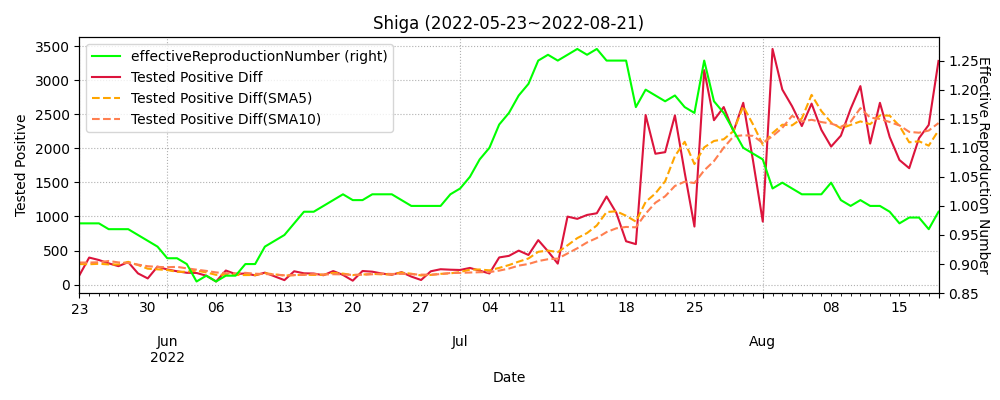 Shiga (2022-05-23~2022-08-21)
effectiveReproductionNumber (right)
Tested Positive Diff
Tested Positive Diff(SMA5)
Tested Positive Diff(SMA10)
Tested Positive
3500
3000
2500
2000
1500
1000
500
0
1.25
1.20
1.15
1.10
1.05
1.00
0.95
0.90
0.85
Effective Reproduction Number
23 30 06 13 20 27 04 11 18 25 08 15
Jun Jul Aug
2022
Date